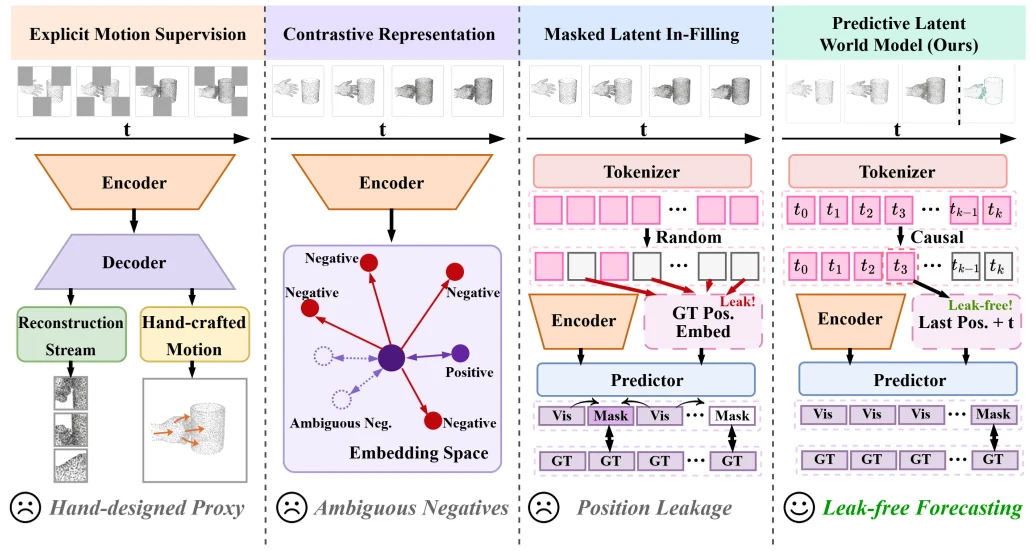 Explicit Motion Supervision
t
Encoder
Decoder
Reconstruction
Stream
Hand-crafted
Motion
Hand-designed Proxy
Contrastive Representation
t
Encoder
Negative
Negative
Negative
Positive
Ambiguous Neg.
Negative
Embedding Space
Ambiguous Negatives
Masked Latent In-Filling
t
Tokenizer
...
Random
...
Leak!
Encoder
GT Pos.
Embed
Predictor
Vis Mask Vis ... Mask
GT GT GT ... GT
Position Leakage
Predictive Latent
World Model (Ours)
t
Tokenizer
t0 t1 t2 t3 ... tk−1 tk
Causal
t0 t1 t2 t3 ... tk−1 tk
Leak-free!
Encoder
Last Pos. + t
Predictor
Vis Vis Vis ... Mask
GT GT GT ... GT
Leak-free Forecasting